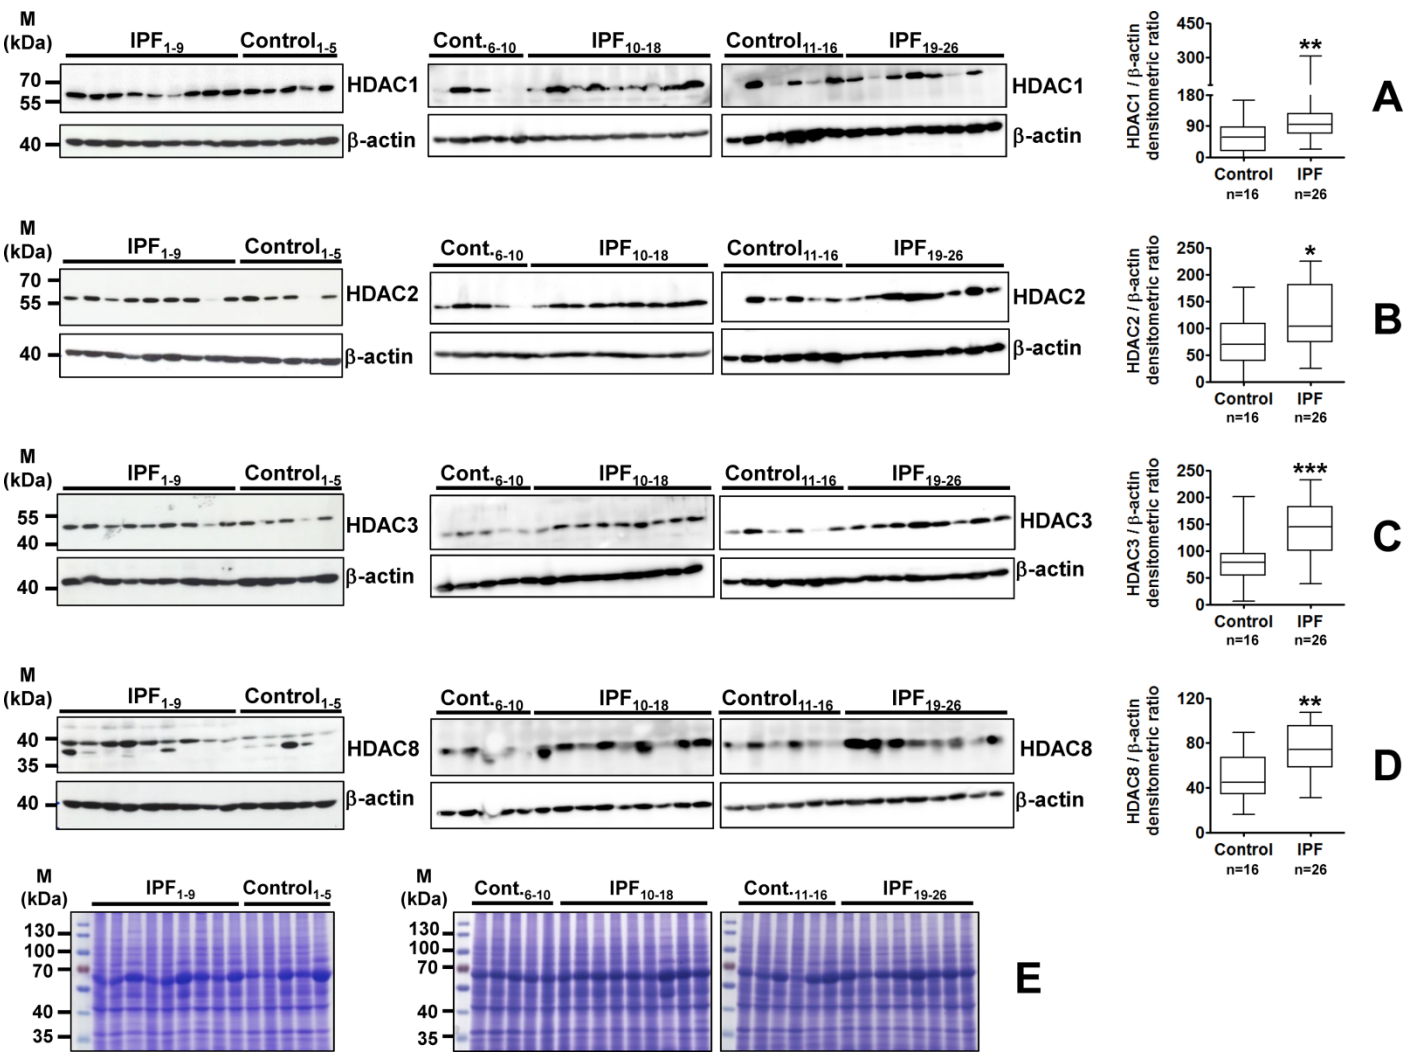 M
(kDa)
IPF1-9
Control1-5
Cont.6-10
IPF10-18
Control11-16
IPF19-26
70
55
HDAC1
HDAC1
40
β-actin
β-actin
HDAC1 / β-actin
densitometric ratio
450
300
180
90
0
**
Control
n=16
IPF
n=26
A
M
(kDa)
IPF1-9
Control1-5
Cont.6-10
IPF10-18
Control11-16
IPF19-26
70
55
HDAC2
HDAC2
40
β-actin
β-actin
HDAC2 / β-actin
densitometric ratio
250
200
150
100
50
0
*
Control
n=16
IPF
n=26
B
M
(kDa)
IPF1-9
Control1-5
Cont.6-10
IPF10-18
Control11-16
IPF19-26
55
40
HDAC3
HDAC3
40
β-actin
β-actin
HDAC3 / β-actin
densitometric ratio
250
200
150
100
50
0
***
Control
n=16
IPF
n=26
C
M
(kDa)
IPF1-9
Control1-5
Cont.6-10
IPF10-18
Control11-16
IPF19-26
40
35
HDAC8
HDAC8
40
β-actin
β-actin
HDAC8 / β-actin
densitometric ratio
120
80
40
0
**
Control
n=16
IPF
n=26
D
M
(kDa)
IPF1-9
Control1-5
130
100
70
40
35
M
(kDa)
Cont.6-10
IPF10-18
Cont.11-16
IPF19-26
130
100
70
40
35
E